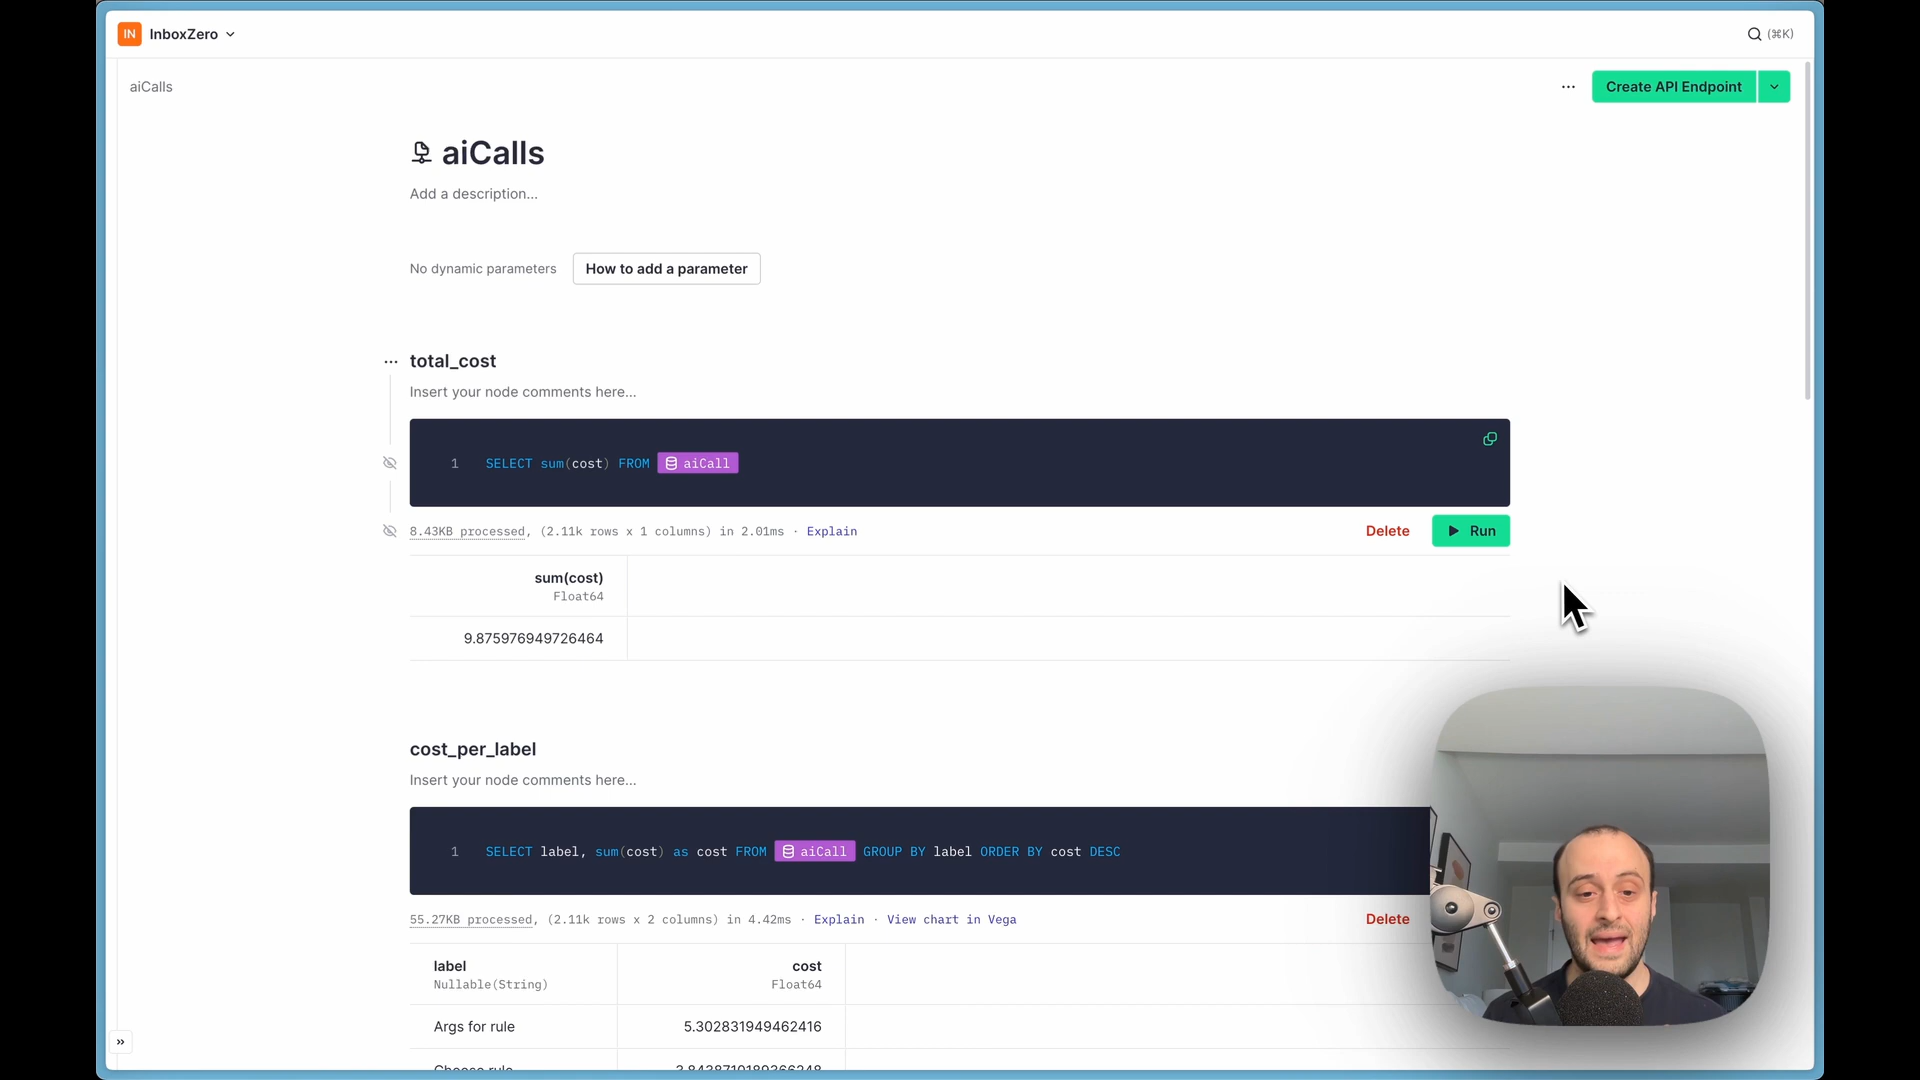 IN InboxZero
(⌘K)
aiCalls
... Create API Endpoint
aiCalls
Add a description...
No dynamic parameters How to add a parameter
... total_cost
Insert your node comments here...
1 SELECT sum(cost) FROM aiCall
8.43KB processed, (2.11k rows x 1 columns) in 2.01ms · Explain Delete Run
sum(cost)
Float64
9.875976949726464
cost_per_label
Insert your node comments here...
1 SELECT label, sum(cost) as cost FROM aiCall GROUP BY label ORDER BY cost DESC
55.27KB processed, (2.11k rows x 2 columns) in 4.42ms · Explain · View chart in Vega Delete
label cost
Nullable(String) Float64
Args for rule 5.302831949462416
Choose rule